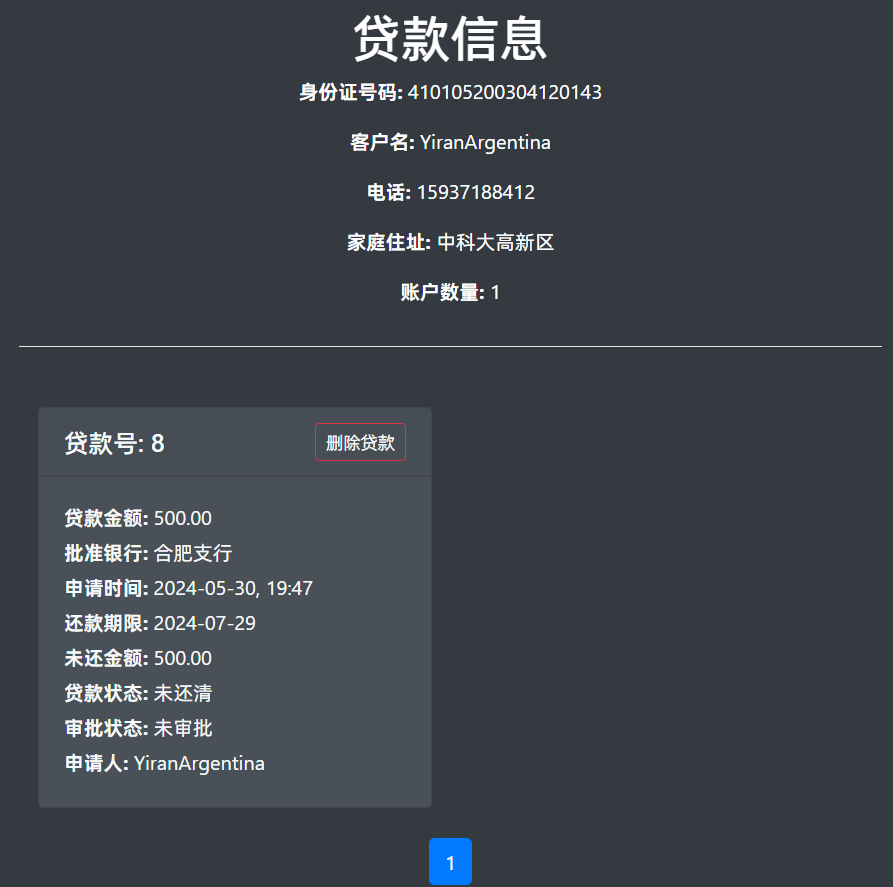 贷款信息
身份证号码: 410105200304120143
客户名: YiranArgentina
电话: 15937188412
家庭住址: 中科大高新区
账户数量: 1
贷款号: 8
删除贷款
贷款金额: 500.00
批准银行: 合肥支行
申请时间: 2024-05-30, 19:47
还款期限: 2024-07-29
未还金额: 500.00
贷款状态: 未还清
审批状态: 未审批
申请人: YiranArgentina
1